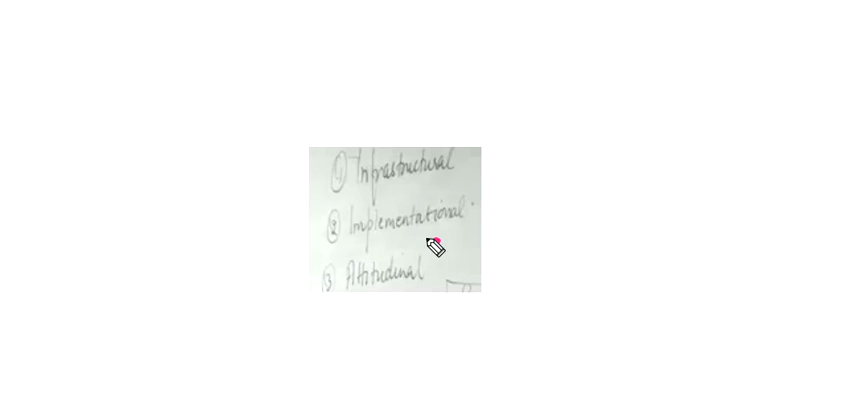 ① Infrastructural
② Implementational
③ Attitudinal